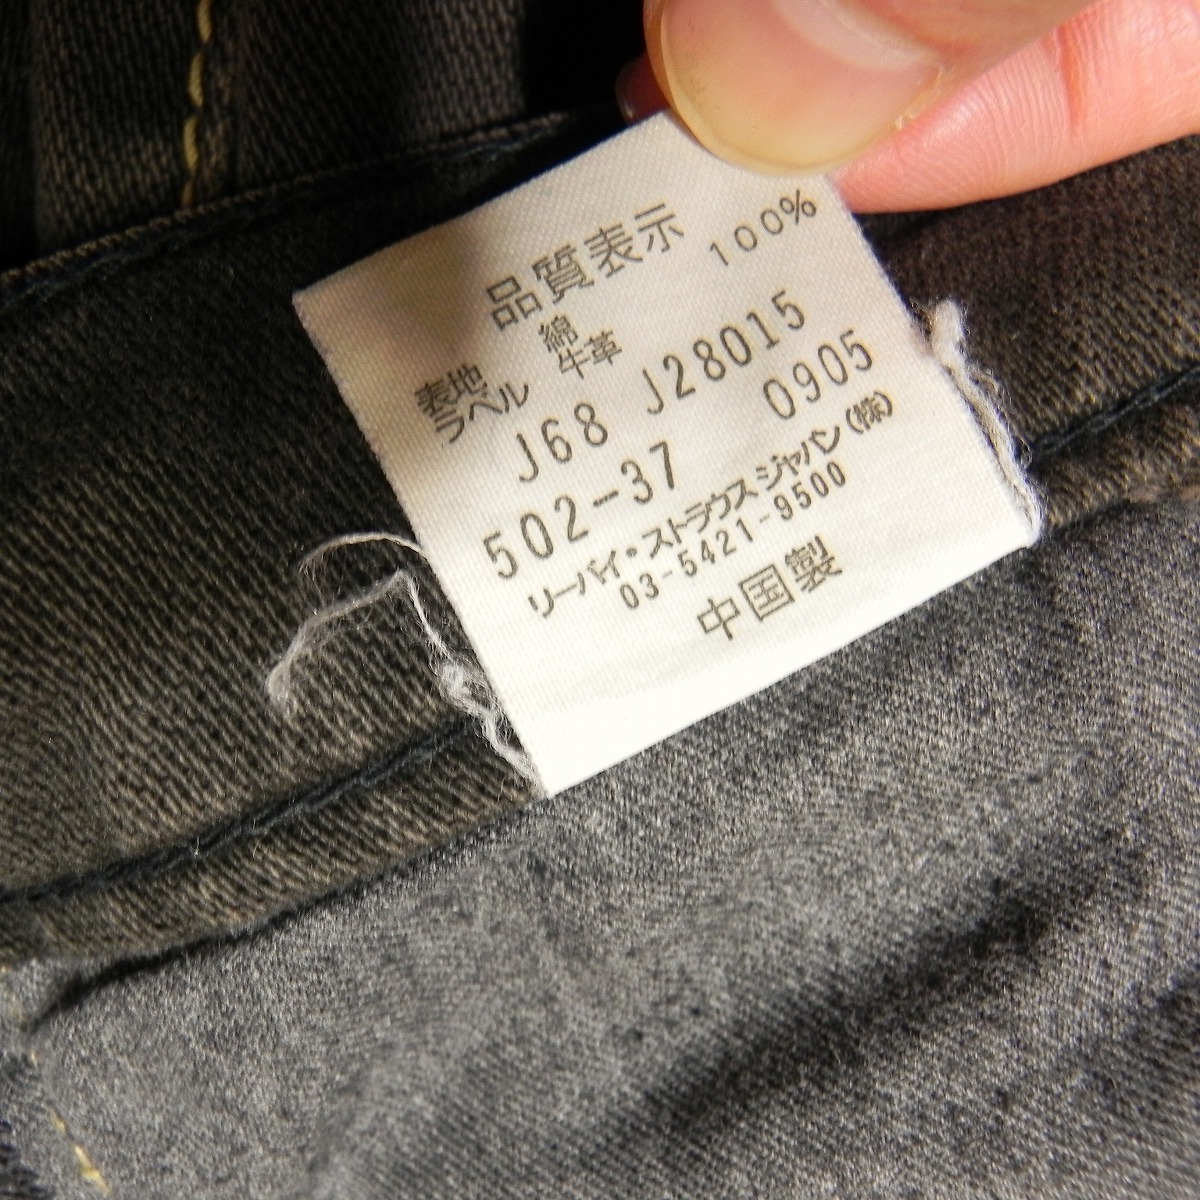 品質表示
表地 綿 100%
ラベル 牛革
J68 J28015
502-37 0905
リーバイ・ストラウス ジャパン(株)
03-5421-9500
中国製